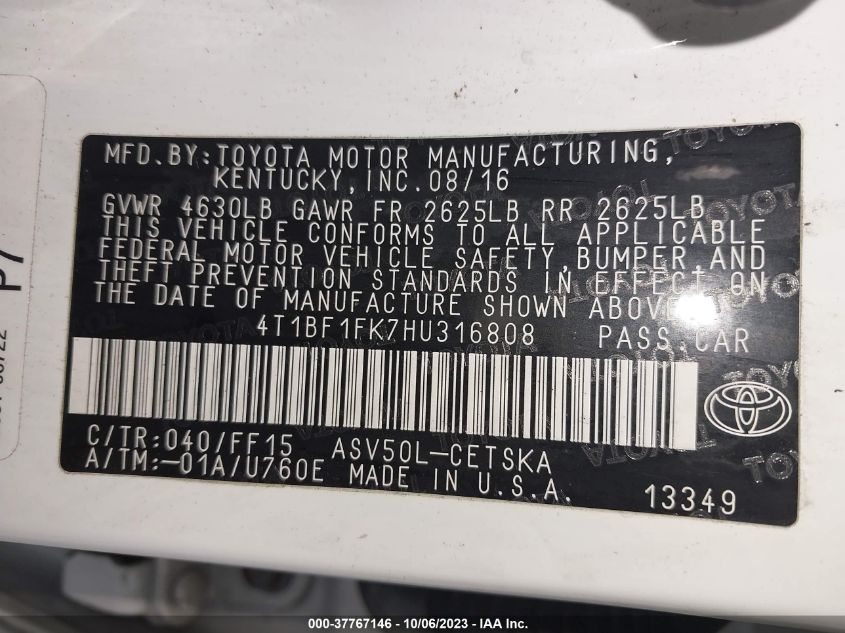 MFD.BY:TOYOTA MOTOR MANUFACTURING,
KENTUCKY,INC.08/16
GVWR 4630LB GAWR FR 2625LB RR 2625LB
THIS VEHICLE CONFORMS TO ALL APPLICABLE
FEDERAL MOTOR VEHICLE SAFETY,BUMPER,AND
THEFT PREVENTION STANDARDS IN EFFECT ON
THE DATE OF MANUFACTURE SHOWN ABOVE.
4T1BF1FK7HU316808 PASS.CAR
C/TR:040/FF15 ASV50L-CETSKA
A/TM:-01A/U760E MADE IN U.S.A.
13349
P7
000-37767146 - 10/06/2023 - IAA Inc.